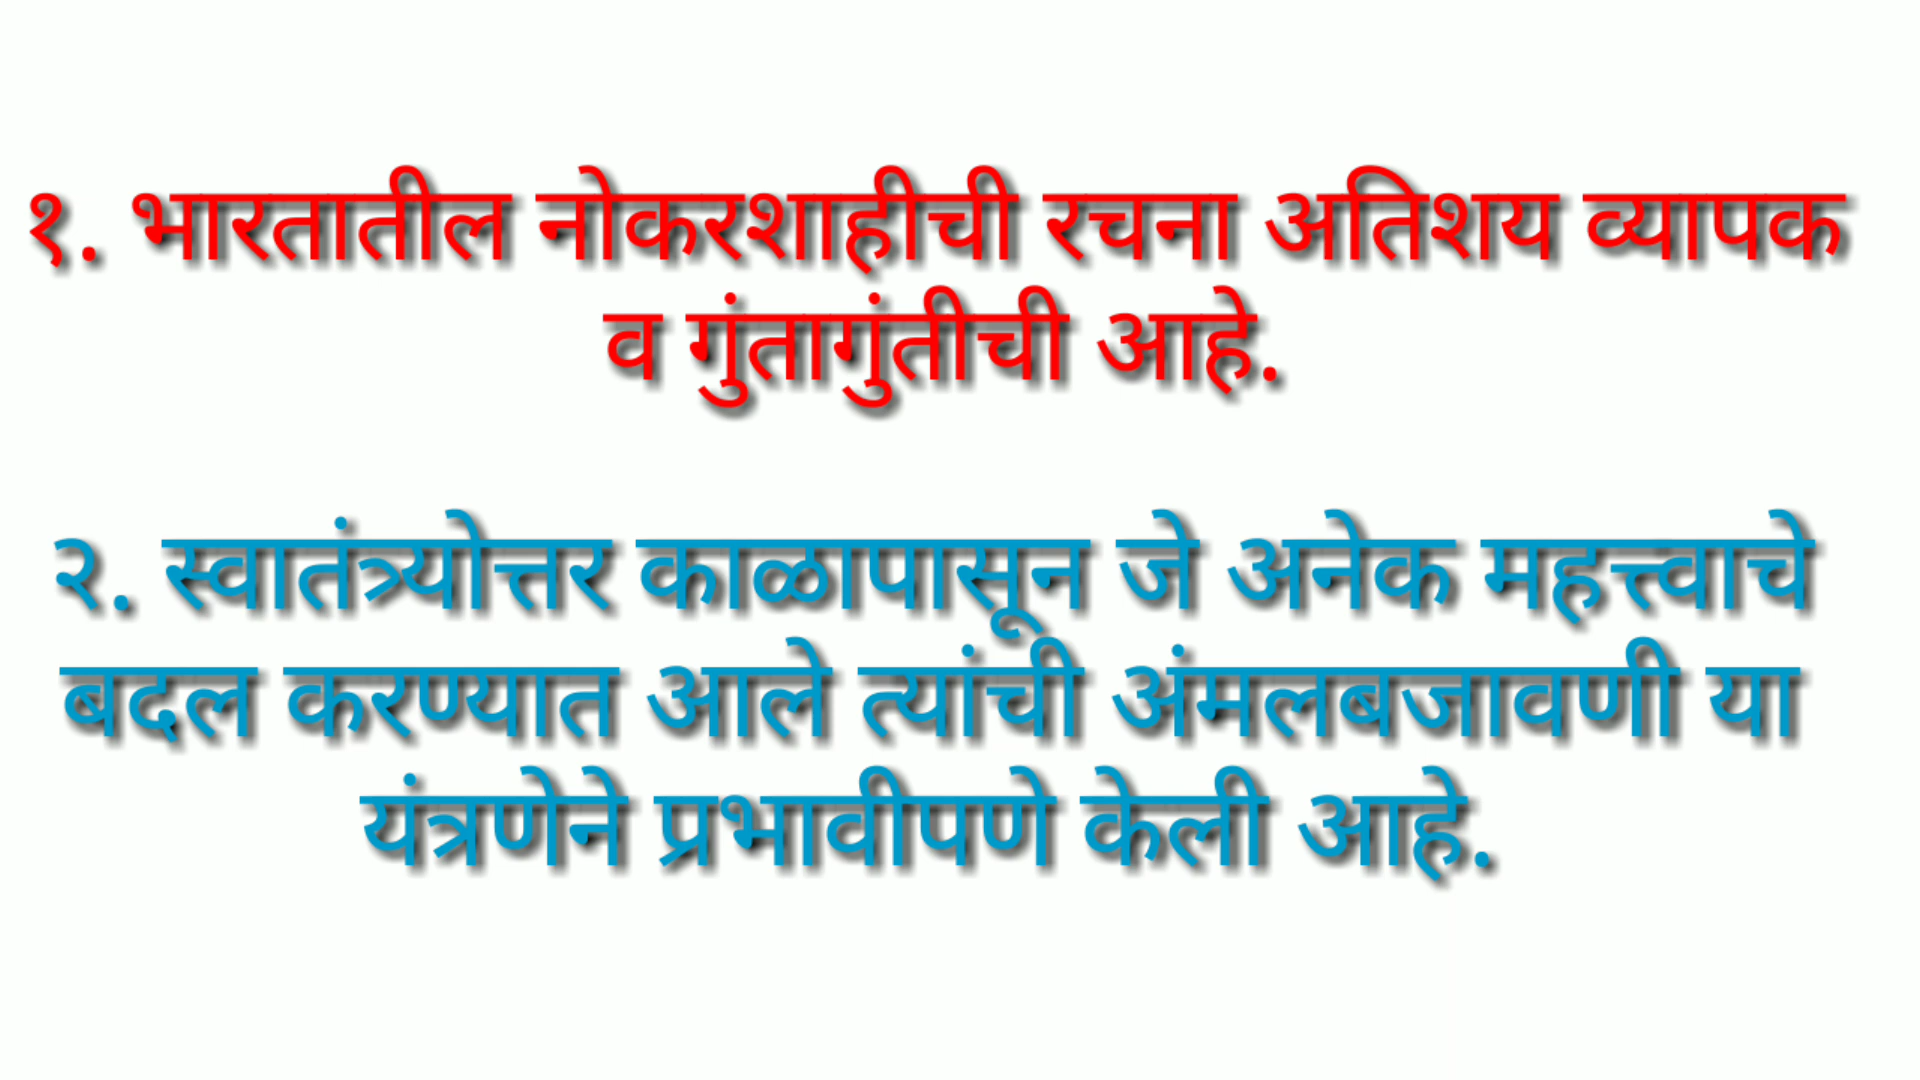 १. भारतातील नोकरशाहीची रचना अतिशय व्यापक
व गुंतागुंतीची आहे.
२. स्वातंत्र्योत्तर काळापासून जे अनेक महत्त्वाचे
बदल करण्यात आले त्यांची अंमलबजावणी या
यंत्रणेने प्रभावीपणे केली आहे.